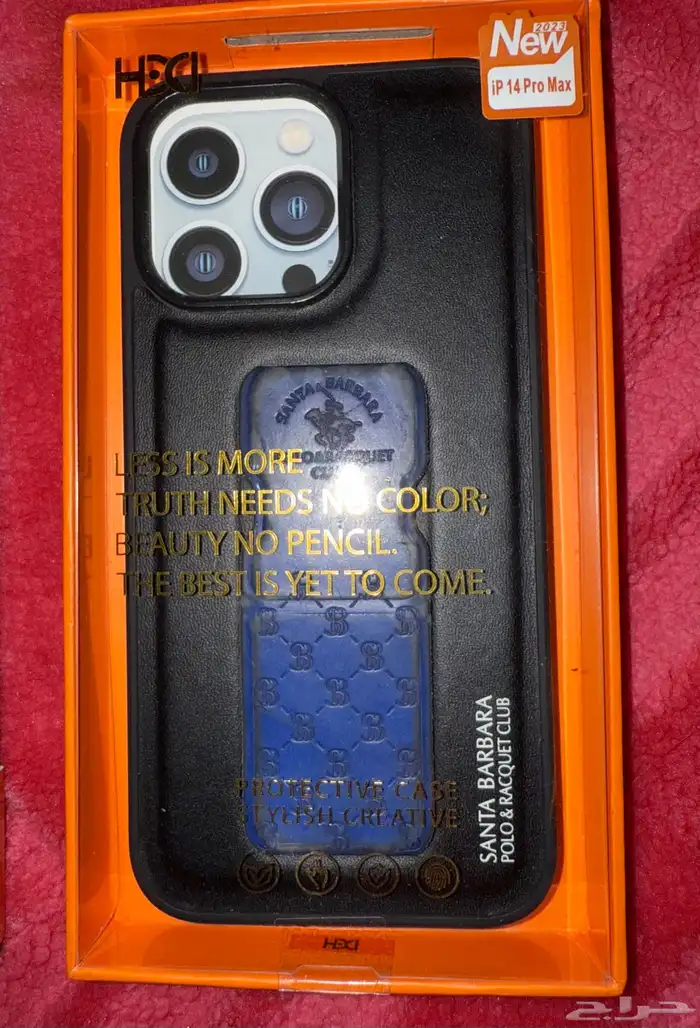 HDCI
New 2023
iP 14 Pro Max
SANTA BARBARA
CLUB
LESS IS MORE
TRUTH NEEDS NO COLOR;
BEAUTY NO PENCIL.
THE BEST IS YET TO COME.
PROTECTIVE CASE
STYLISH CREATIVE
SANTA BARBARA
POLO & RACQUET CLUB
حراج